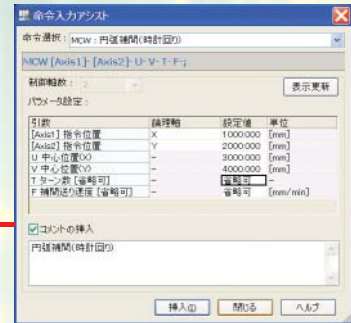 命令入力アシスト
命令選択： MCW：円弧補間(時計回り)
MCW [Axis1]- [Axis2]- U- V- T- F-;
制御軸数： 2
表示更新
パラメータ設定：
引数 論理軸 設定値 単位
[Axis1] 指令位置 X 1000.000 [mm]
[Axis2] 指令位置 Y 2000.000 [mm]
U 中心位置(X) - 3000.000 [mm]
V 中心位置(Y) - 4000.000 [mm]
T ターン数 [省略可] - 省略可 -
F 補間送り速度 [省略可] - 省略可 [mm/min]
コメントの挿入
円弧補間(時計回り)
挿入(I) 閉じる ヘルプ